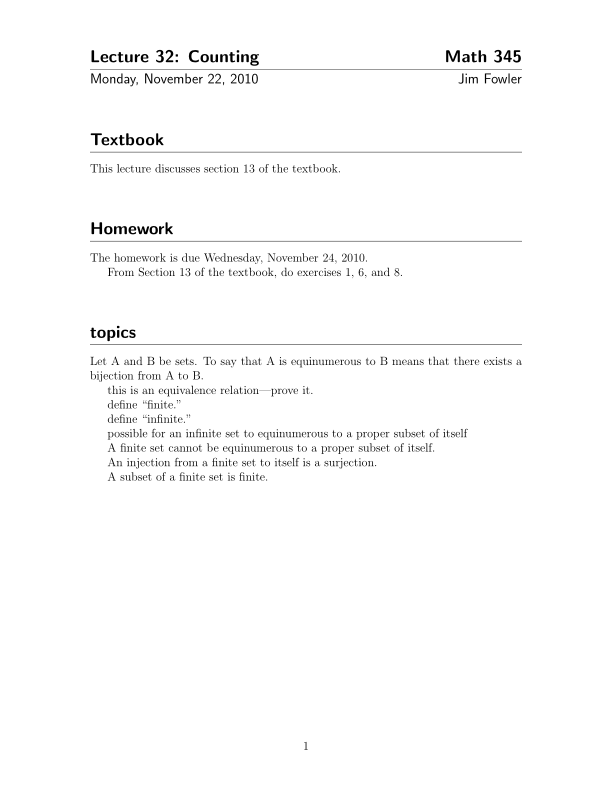 Lecture 32: Counting Math 345
Monday, November 22, 2010 Jim Fowler
Textbook
This lecture discusses section 13 of the textbook.
Homework
The homework is due Wednesday, November 24, 2010.
From Section 13 of the textbook, do exercises 1, 6, and 8.
topics
Let A and B be sets. To say that A is equinumerous to B means that there exists a
bijection from A to B.
this is an equivalence relation—prove it.
define “finite.”
define “infinite.”
possible for an infinite set to equinumerous to a proper subset of itself
A finite set cannot be equinumerous to a proper subset of itself.
An injection from a finite set to itself is a surjection.
A subset of a finite set is finite.
1